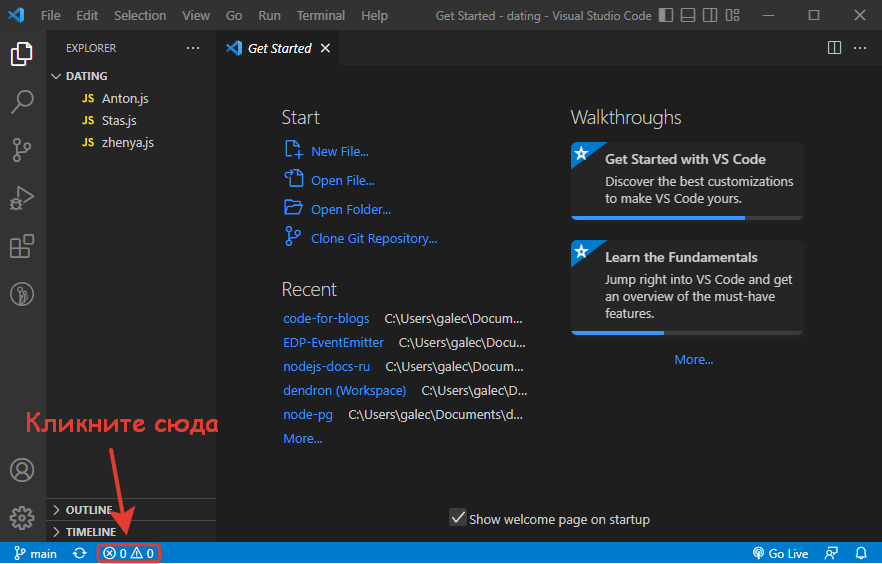 File Edit Selection View Go Run Terminal Help Get Started - dating - Visual Studio Code
EXPLORER ...
Get Started
DATING
JS Anton.js
JS Stas.js
JS zhenya.js
Start
New File...
Open File...
Open Folder...
Clone Git Repository...
Recent
code-for-blogs C:\Users\galec\Docum...
EDP-EventEmitter C:\Users\galec\Docu...
nodejs-docs-ru C:\Users\galec\Docum...
dendron (Workspace) C:\Users\galec\D...
node-pg C:\Users\galec\Documents\d...
More...
Walkthroughs
Get Started with VS Code
Discover the best customizations
to make VS Code yours.
Learn the Fundamentals
Jump right into VS Code and get
an overview of the must-have
features.
More...
Кликните сюда
OUTLINE
TIMELINE
Show welcome page on startup
main 0 0 Go Live